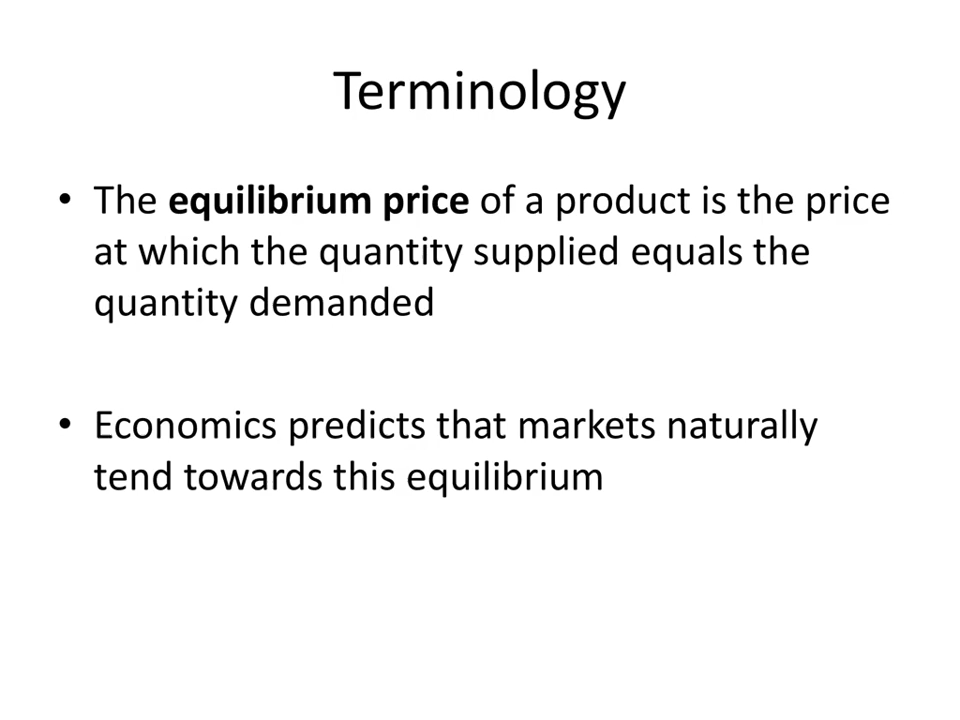 Terminology
• The equilibrium price of a product is the price
at which the quantity supplied equals the
quantity demanded
• Economics predicts that markets naturally
tend towards this equilibrium